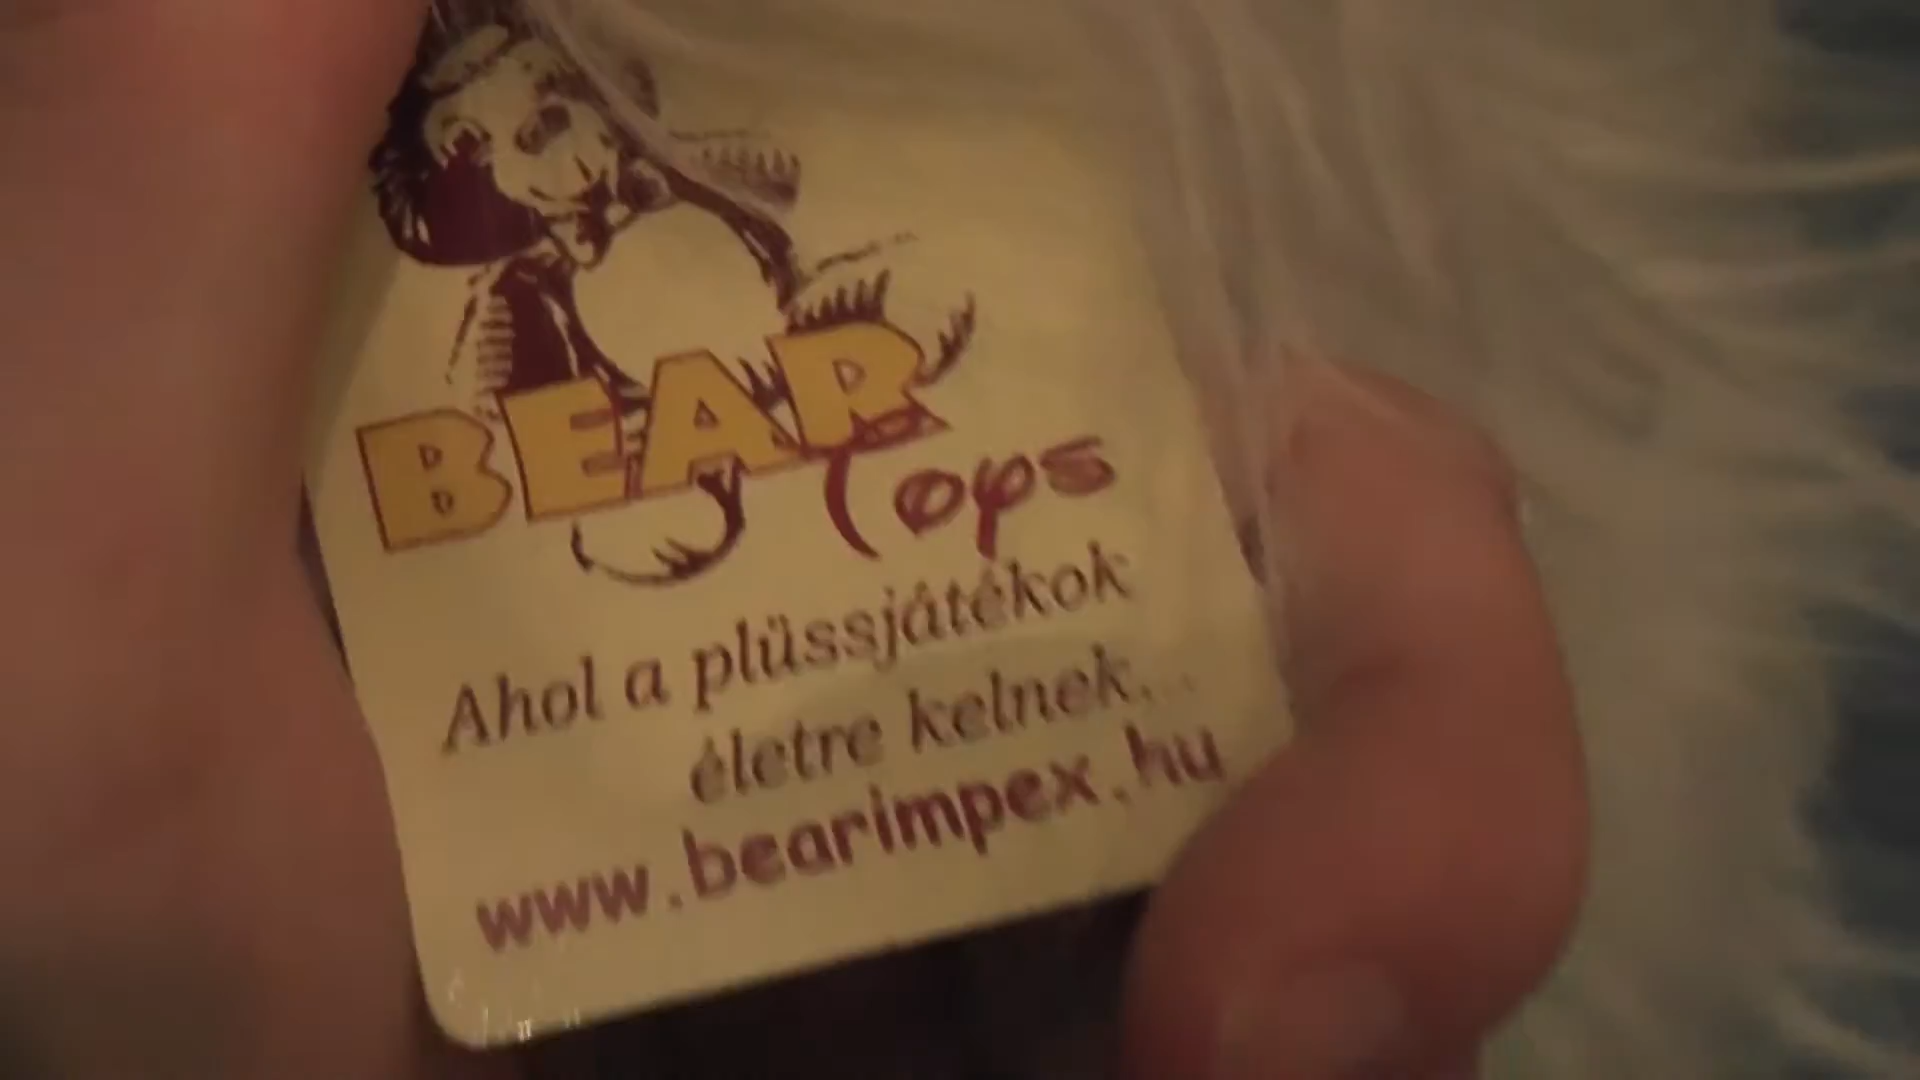 BEAR
Toys
Ahol a plüssjátékok
életre kelnek...
www.bearimpex.hu